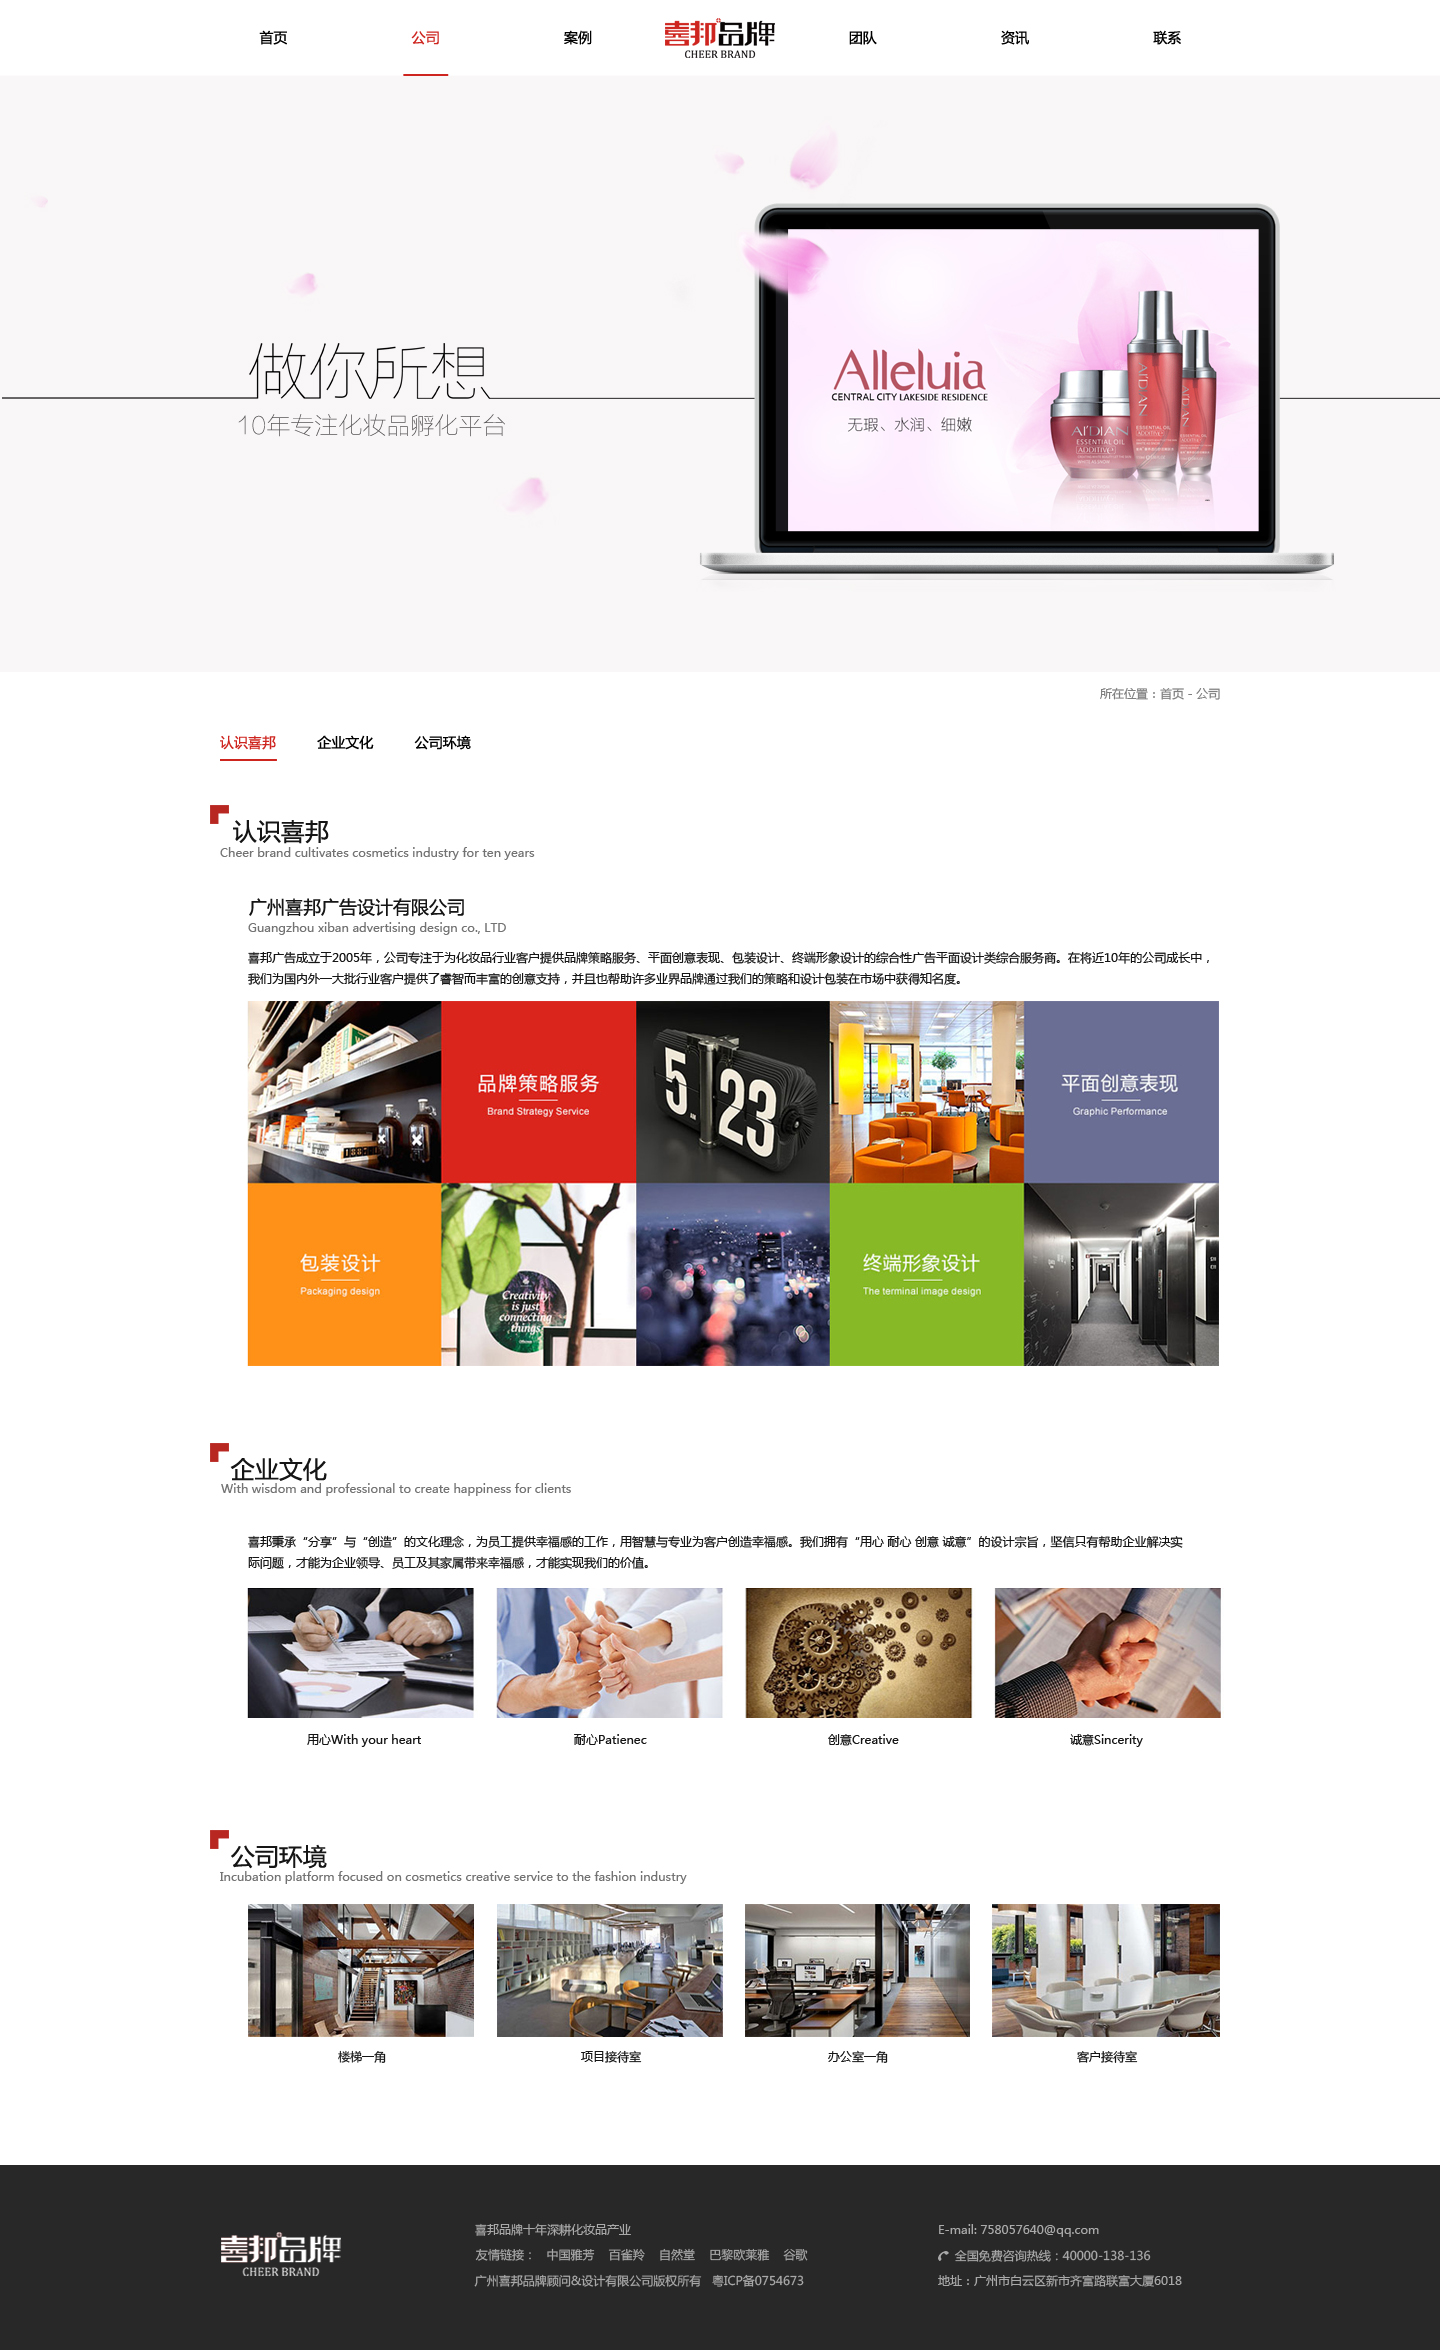 首页
公司
案例
喜邦品牌
CHEER BRAND
团队
资讯
联系
做你所想
10年专注化妆品孵化平台
Alleluia
CENTRAL CITY LAKESIDE RESIDENCE
无瑕、水润、细嫩
AI'DIAN
ESSENTIAL OIL
ADDITIVE
ESSENTIAL OIL
ADDITIVE
ESSENTIAL OIL
ADDITIVE
所在位置：首页 - 公司
认识喜邦
企业文化
公司环境
认识喜邦
Cheer brand cultivates cosmetics industry for ten years
广州喜邦广告设计有限公司
Guangzhou xiban advertising design co., LTD
喜邦广告成立于2005年，公司专注于为化妆品行业客户提供品牌策略服务、平面创意表现、包装设计、终端形象设计的综合性广告平面设计类综合服务商。在将近10年的公司成长中，
我们为国内外一大批行业客户提供了睿智而丰富的创意支持，并且也帮助许多业界品牌通过我们的策略和设计包装在市场中获得知名度。
品牌策略服务
Brand Strategy Service
5
23
平面创意表现
Graphic Performance
包装设计
Packaging design
Creativity
is just
connecting
things.
终端形象设计
The terminal image design
企业文化
With wisdom and professional to create happiness for clients
喜邦秉承“分享”与“创造”的文化理念，为员工提供幸福感的工作，用智慧与专业为客户创造幸福感。我们拥有“用心 耐心 创意 诚意”的设计宗旨，坚信只有帮助企业解决实
际问题，才能为企业领导、员工及其家属带来幸福感，才能实现我们的价值。
用心With your heart
耐心Patienec
创意Creative
诚意Sincerity
公司环境
Incubation platform focused on cosmetics creative service to the fashion industry
楼梯一角
项目接待室
办公室一角
客户接待室
喜邦品牌
CHEER BRAND
喜邦品牌十年深耕化妆品产业
友情链接： 中国雅芳 百雀羚 自然堂 巴黎欧莱雅 谷歌
广州喜邦品牌顾问&设计有限公司版权所有 粤ICP备0754673
E-mail: 758057640@qq.com
全国免费咨询热线：40000-138-136
地址：广州市白云区新市齐富路联富大厦6018